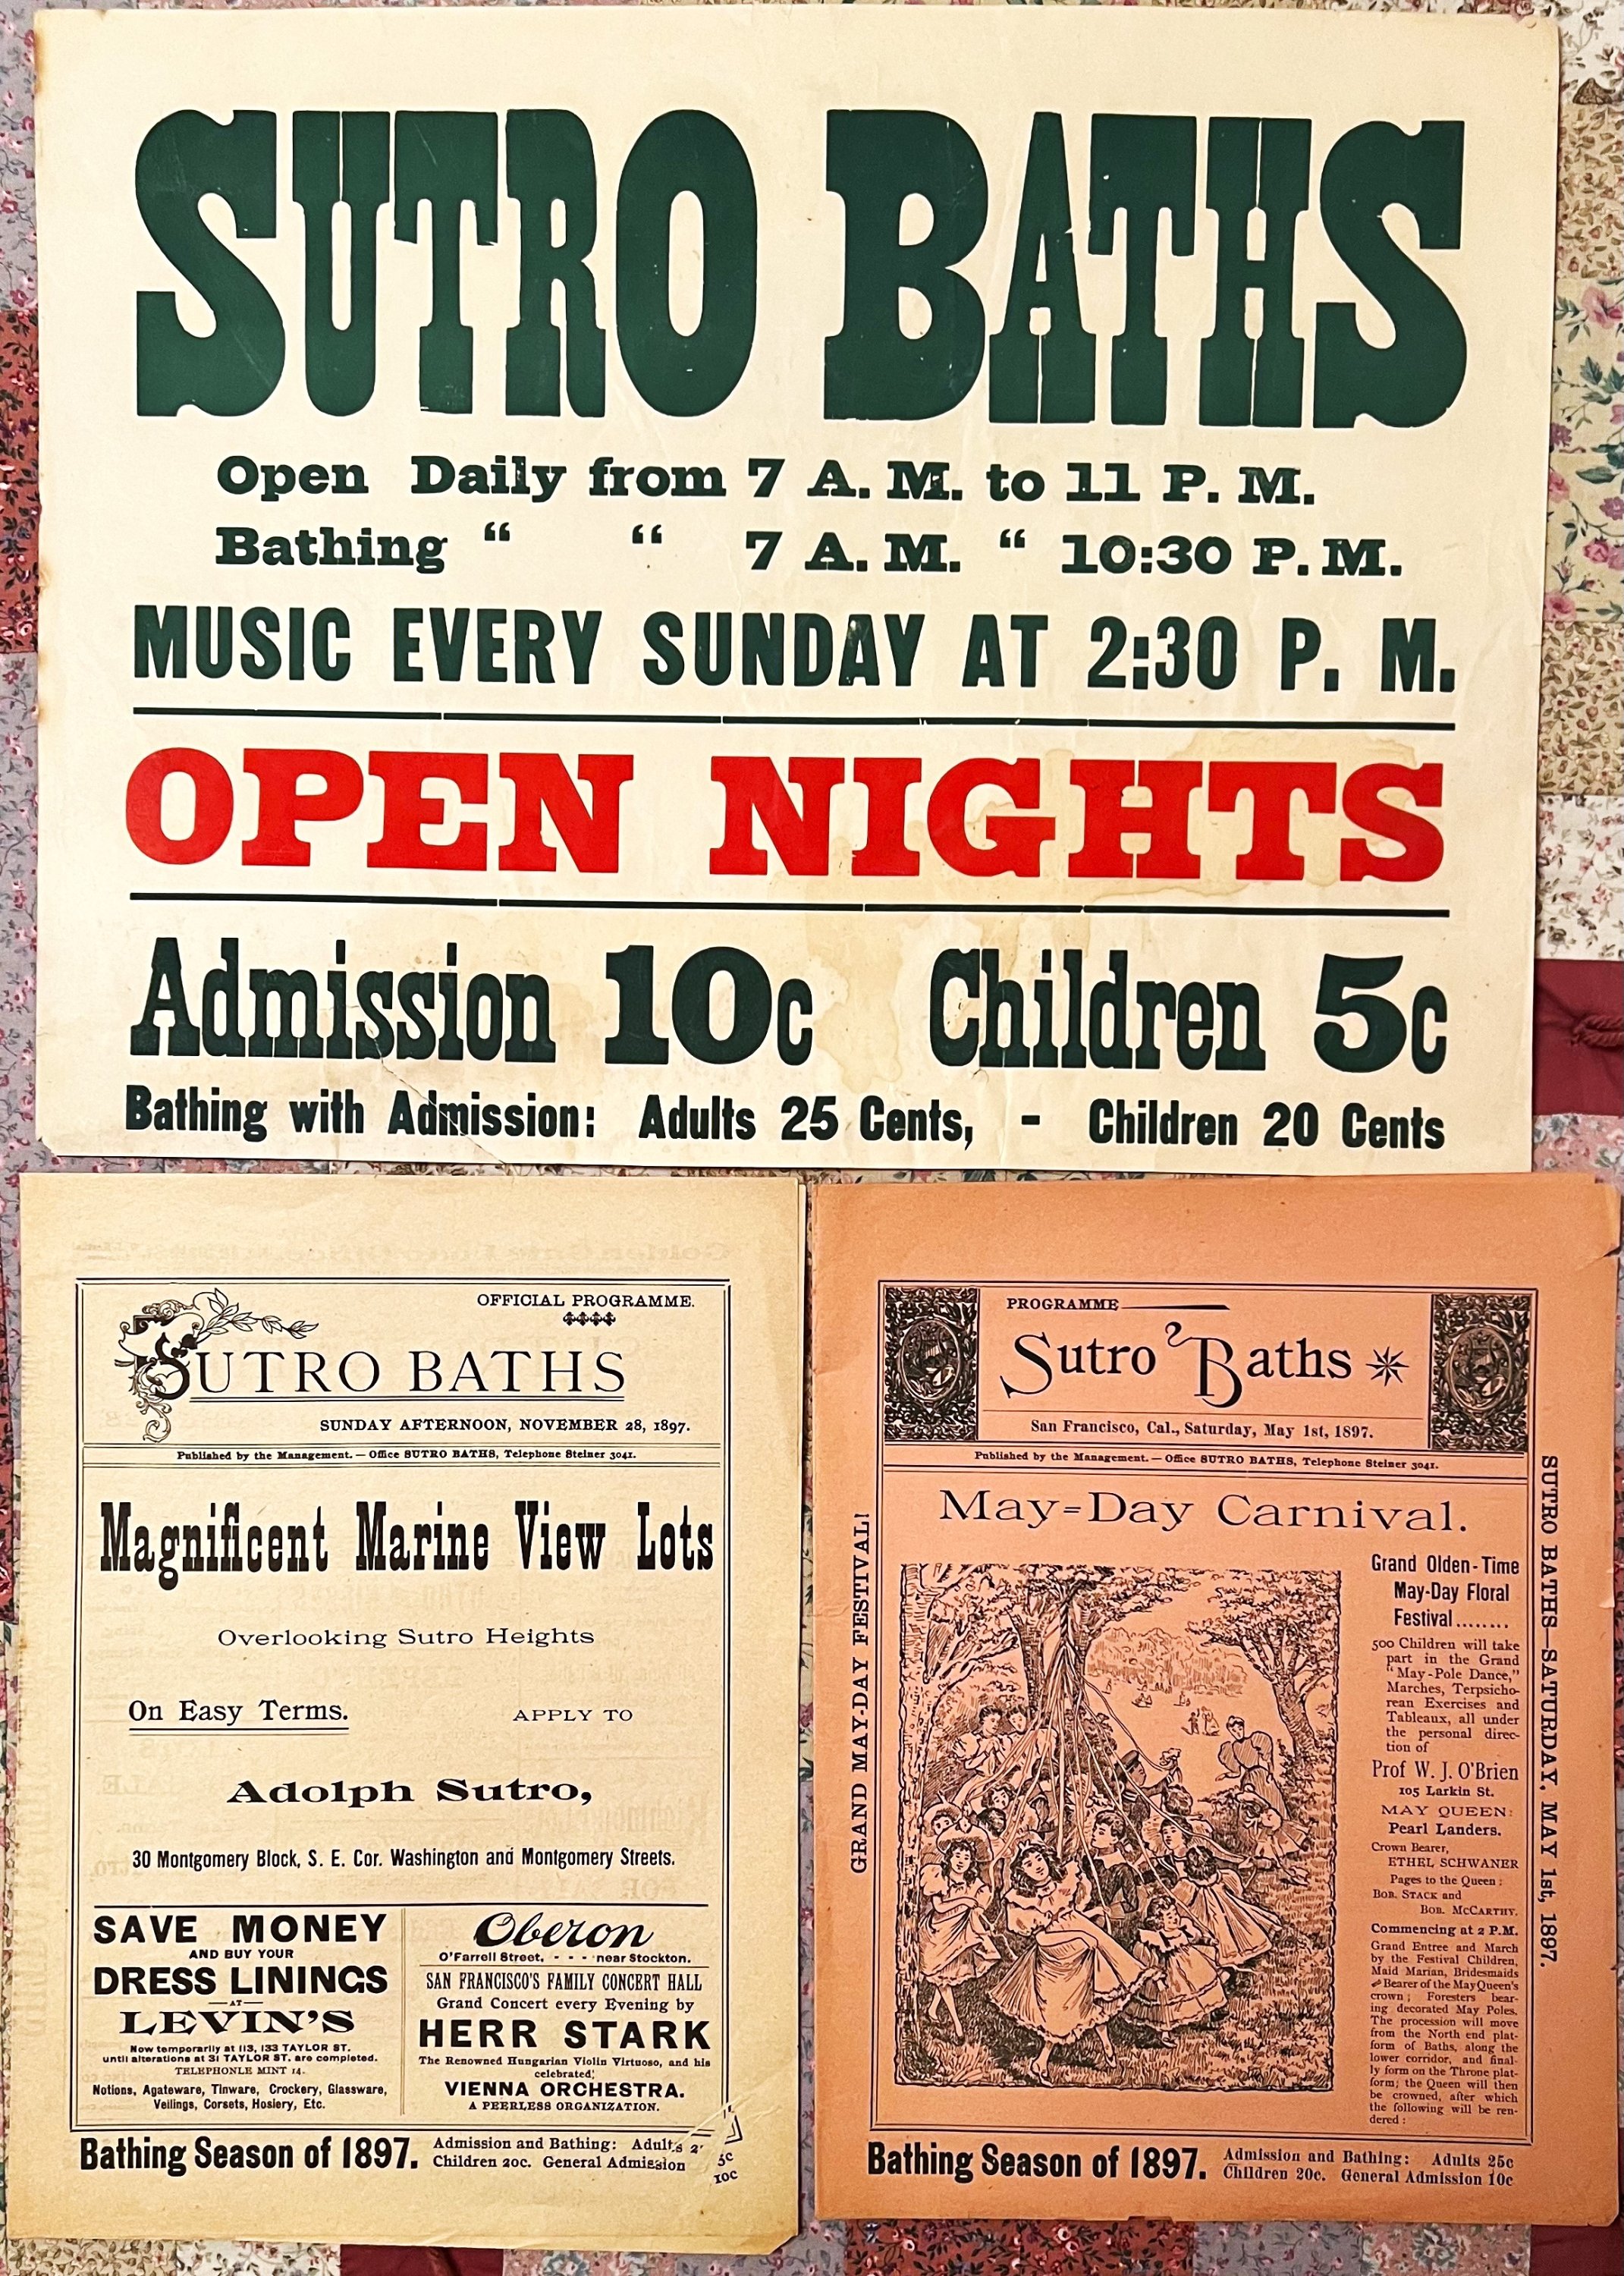 SUTRO BATHS
Open Daily from 7 A. M. to 11 P. M.
Bathing “ “ 7 A. M. “ 10:30 P. M.
MUSIC EVERY SUNDAY AT 2:30 P. M.
OPEN NIGHTS
Admission 10c Children 5c
Bathing with Admission: Adults 25 Cents, - Children 20 Cents
OFFICIAL PROGRAMME.
SUTRO BATHS
SUNDAY AFTERNOON, NOVEMBER 28, 1897.
Published by the Management. — Office SUTRO BATHS, Telephone Steiner 3041.
Magnificent Marine View Lots
Overlooking Sutro Heights
On Easy Terms. APPLY TO
Adolph Sutro,
30 Montgomery Block, S. E. Cor. Washington and Montgomery Streets.
SAVE MONEY
AND BUY YOUR
DRESS LININGS
—AT—
LEVIN'S
Now temporarily at 113, 133 TAYLOR ST.
until alterations at 31 TAYLOR ST. are completed.
TELEPHONLE MINT 14.
Notions, Agateware, Tinware, Crockery, Glassware,
Veilings, Corsets, Hosiery, Etc.
Oberon
O'Farrell Street, - - - near Stockton.
SAN FRANCISCO'S FAMILY CONCERT HALL
Grand Concert every Evening by
HERR STARK
The Renowned Hungarian Violin Virtuoso, and his
celebrated
VIENNA ORCHESTRA.
A PEERLESS ORGANIZATION.
Bathing Season of 1897.
Admission and Bathing: Adults 25c
Children 20c. General Admission 10c
PROGRAMME
Sutro Baths
San Francisco, Cal., Saturday, May 1st, 1897.
Published by the Management. — Office SUTRO BATHS, Telephone Steiner 3041.
GRAND MAY-DAY FESTIVAL!
May=Day Carnival.
Grand Olden-Time
May-Day Floral
Festival........
500 Children will take
part in the Grand
"May-Pole Dance,"
Marches, Terpsicho-
rean Exercises and
Tableaux, all under
the personal direc-
tion of
Prof W. J. O'Brien
105 Larkin St.
MAY QUEEN:
Pearl Landers.
Crown Bearer,
ETHEL SCHWANER
Pages to the Queen:
BOB. STACK and
BOB. MCCARTHY.
Commencing at 2 P.M.
Grand Entree and March
by the Festival Children,
Maid Marian, Bridesmaids
Bearer of the May Queen's
crown; Foresters bear-
ing decorated May Poles.
The procession will move
from the North end plat-
form of Baths, along the
lower corridor, and final-
ly form on the Throne plat-
form; the Queen will then
be crowned, after which
the following will be ren-
dered:
SUTRO BATHS—SATURDAY, MAY 1st, 1897.
Bathing Season of 1897.
Admission and Bathing: Adults 25c
Children 20c. General Admission 10c